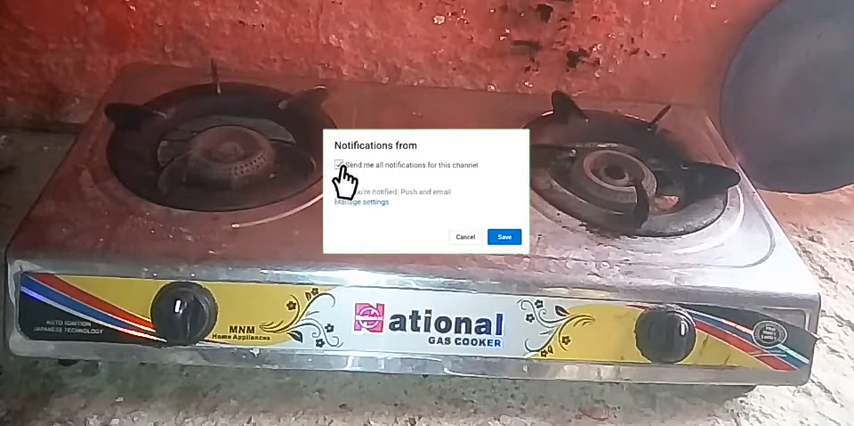 Notifications from
Send me all notifications for this channel
're notified: Push and email
Manage settings
Cancel
Save
AUTO IGNITION
JAPANESE TECHNOLOGY
MNM
Home Appliances
National
GAS COOKER